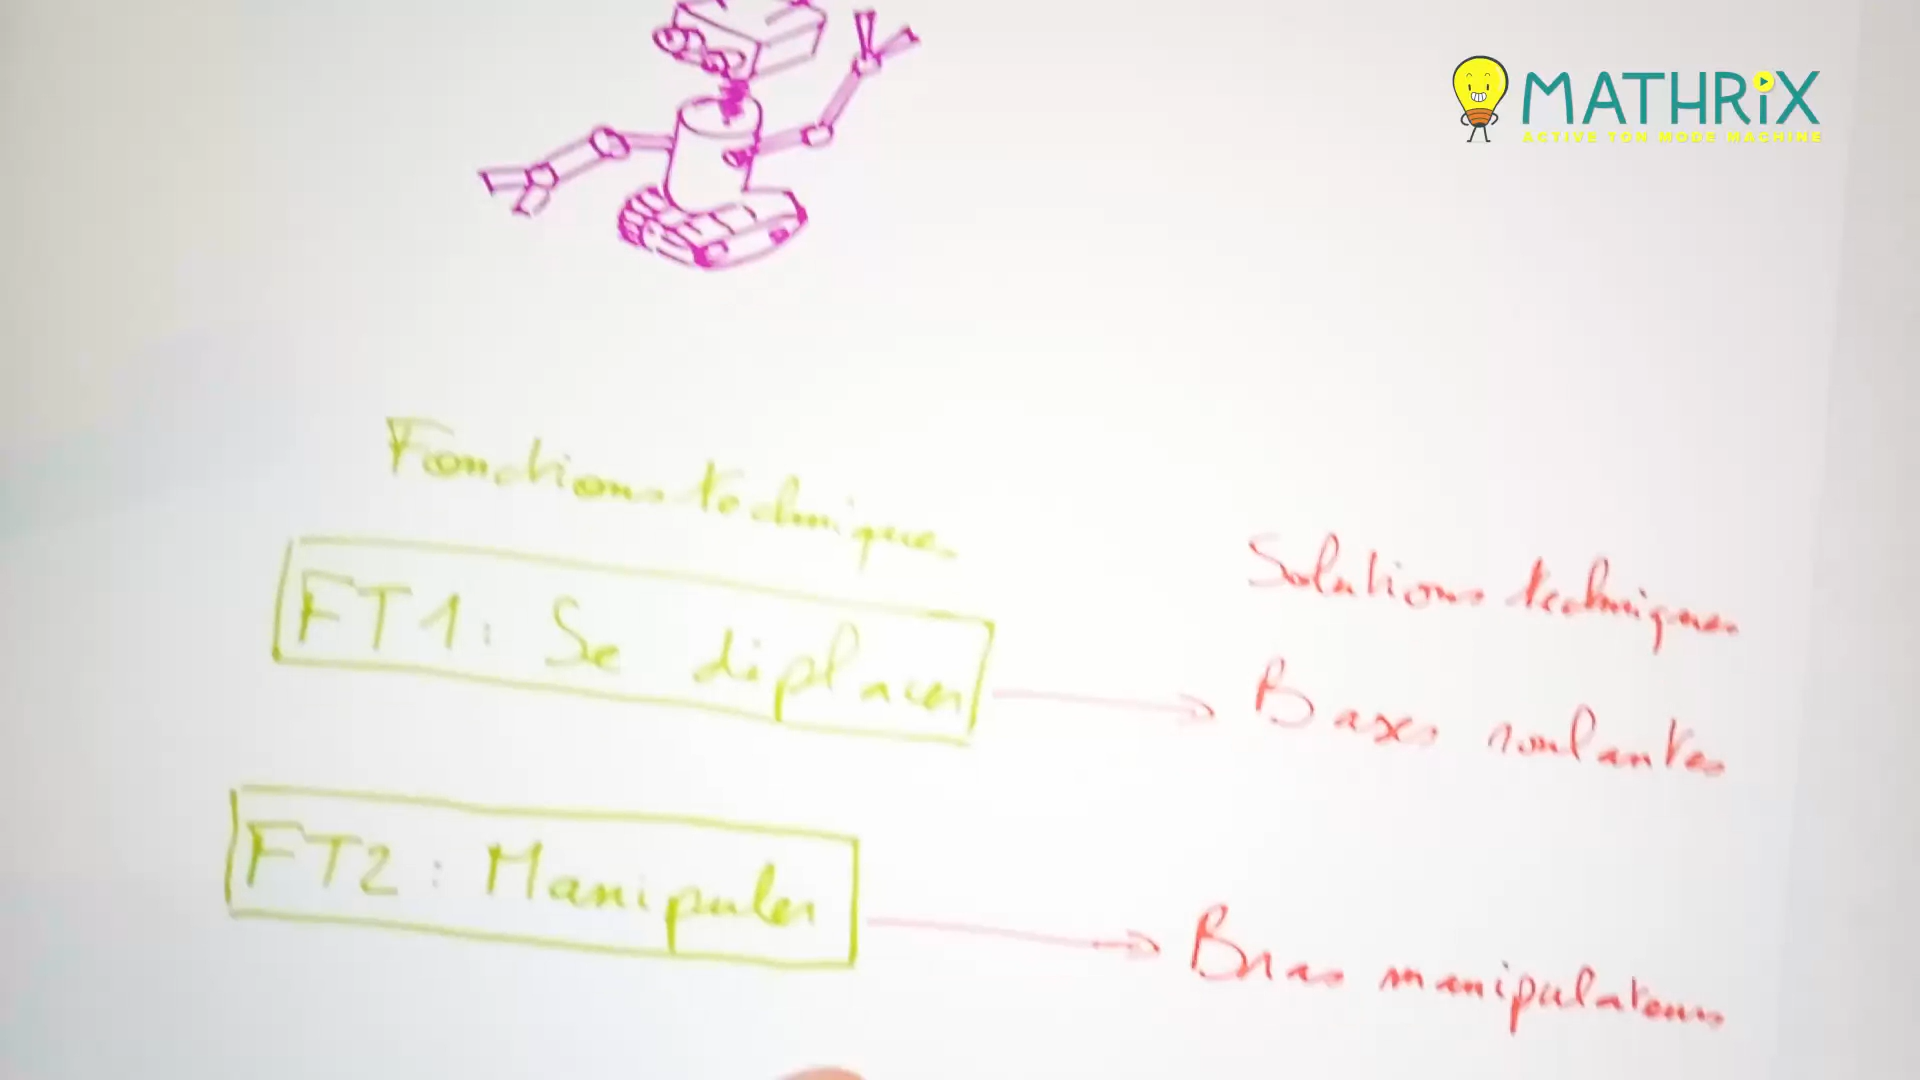 MATHRiX
ACTIVE TON MODE MACHINE
Fonctions techniques
FT1: Se déplacer
FT2: Manipuler
Solutions techniques
Bases roulantes
Bras manipulateurs